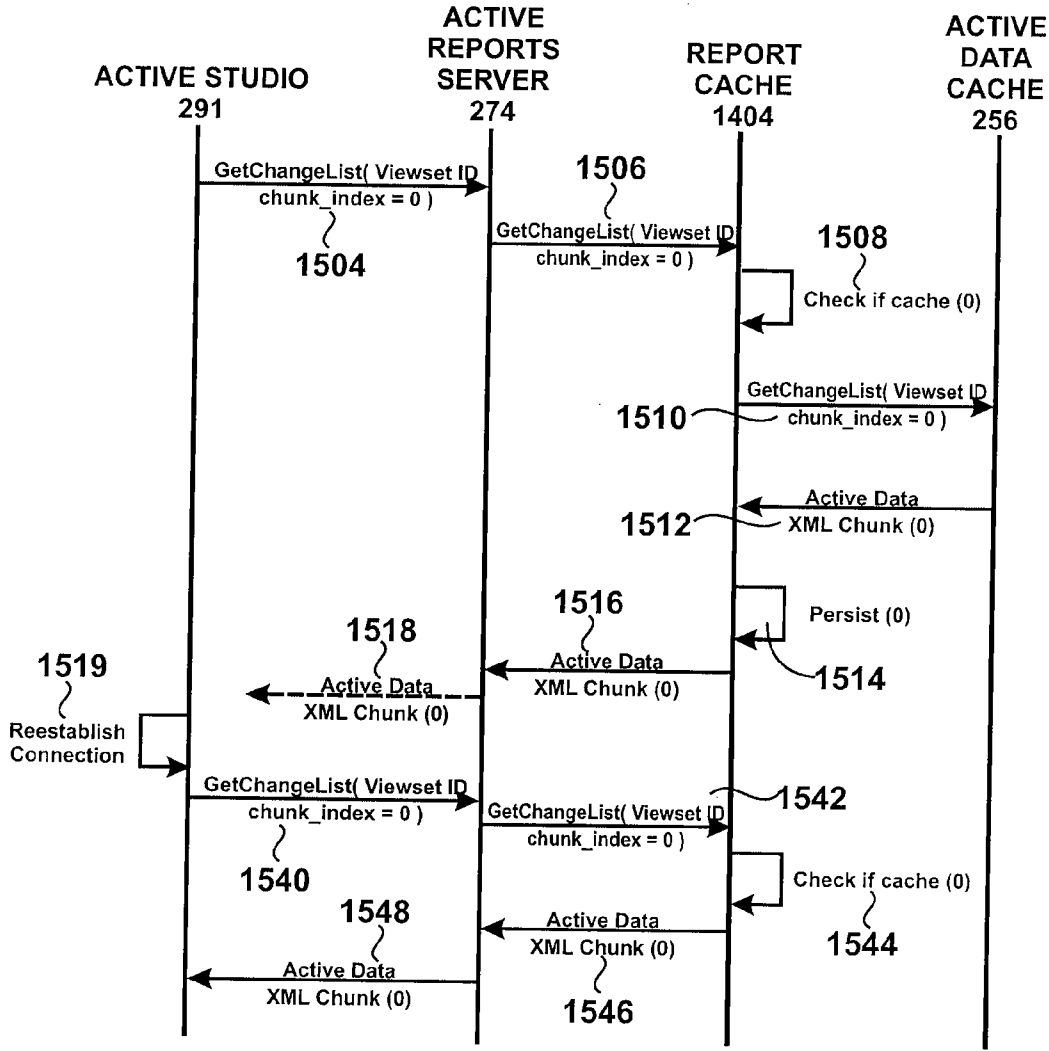 ACTIVE STUDIO
291
ACTIVE
REPORTS
SERVER
274
REPORT
CACHE
1404
ACTIVE
DATA
CACHE
256
GetChangeList( Viewset ID
chunk_index = 0 )
1504
1506
GetChangeList( Viewset ID
chunk_index = 0 )
1508
Check if cache (0)
GetChangeList( Viewset ID
1510
chunk_index = 0 )
Active Data
1512
XML Chunk (0)
Persist (0)
1514
1516
Active Data
XML Chunk (0)
1518
Active Data
XML Chunk (0)
1519
Reestablish
Connection
GetChangeList( Viewset ID
chunk_index = 0 )
1540
1542
GetChangeList( Viewset ID
chunk_index = 0 )
Check if cache (0)
1544
Active Data
XML Chunk (0)
1546
1548
Active Data
XML Chunk (0)